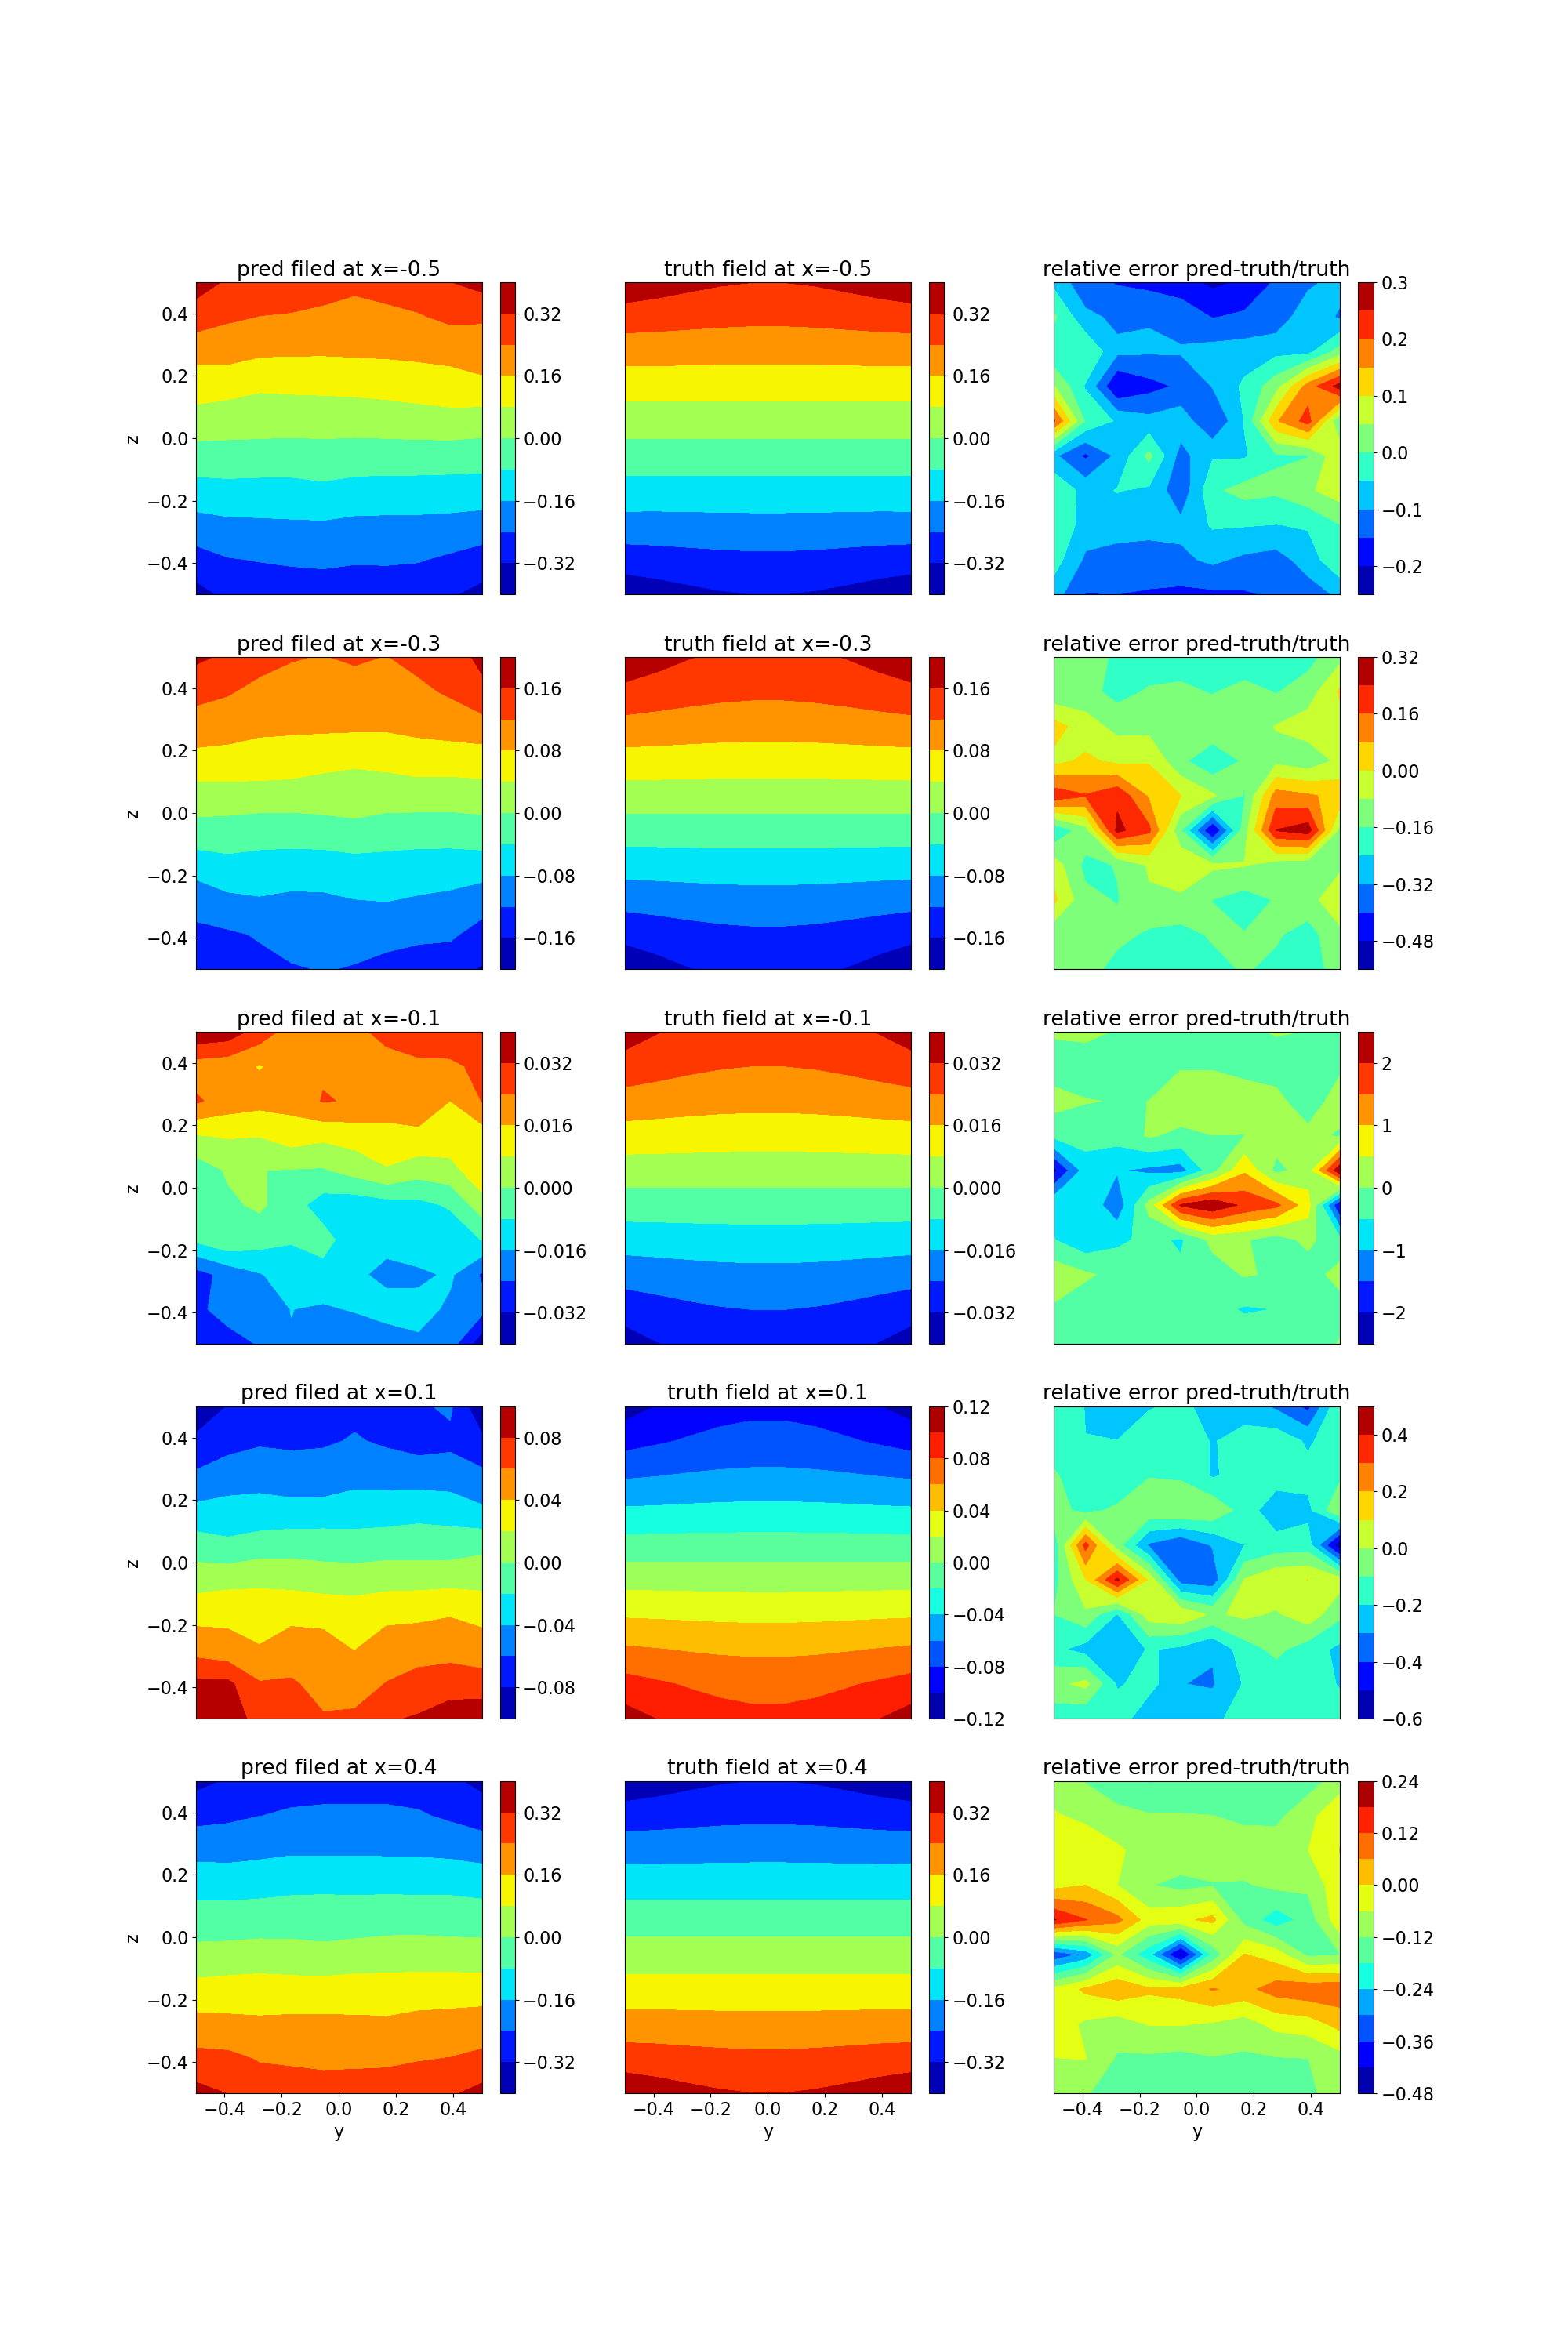 pred filed at x=-0.5 truth field at x=-0.5 relative error pred-truth/truth
0.4 0.32 0.32 0.3
0.2 0.16 0.16 0.2
z 0.0 0.00 0.00 0.1
−0.2 −0.16 −0.16 0.0
−0.4 −0.32 −0.32 −0.1
−0.2
pred filed at x=-0.3 truth field at x=-0.3 relative error pred-truth/truth
0.4 0.16 0.16 0.32
0.2 0.08 0.08 0.16
z 0.0 0.00 0.00 0.00
−0.2 −0.08 −0.08 −0.16
−0.4 −0.16 −0.16 −0.32
−0.48
pred filed at x=-0.1 truth field at x=-0.1 relative error pred-truth/truth
0.4 0.032 0.032 2
0.2 0.016 0.016 1
z 0.0 0.000 0.000 0
−0.2 −0.016 −0.016 −1
−0.4 −0.032 −0.032 −2
pred filed at x=0.1 truth field at x=0.1 relative error pred-truth/truth
0.12
0.4 0.08 0.08 0.4
0.2 0.04 0.04 0.2
z 0.0 0.00 0.00 0.0
−0.2 −0.04 −0.04 −0.2
−0.4 −0.08 −0.08 −0.4
−0.12 −0.6
pred filed at x=0.4 truth field at x=0.4 relative error pred-truth/truth
0.24
0.4 0.32 0.32 0.12
0.2 0.16 0.16 0.00
z 0.0 0.00 0.00 −0.12
−0.2 −0.16 −0.16 −0.24
−0.4 −0.32 −0.32 −0.36
−0.48
−0.4 −0.2 0.0 0.2 0.4 −0.4 −0.2 0.0 0.2 0.4 −0.4 −0.2 0.0 0.2 0.4
y y y